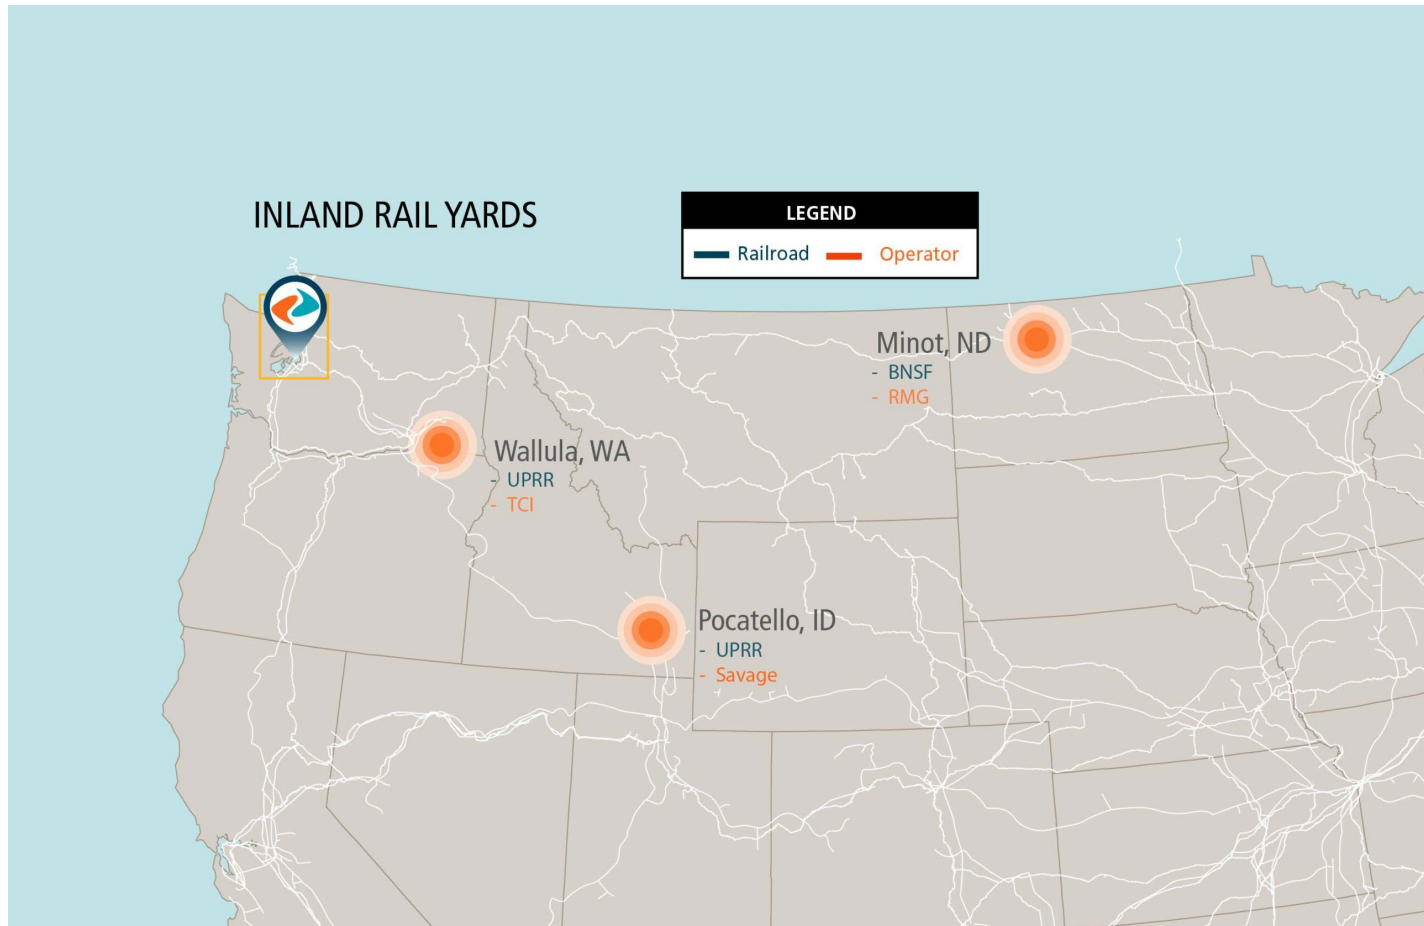 INLAND RAIL YARDS
LEGEND
Railroad Operator
Minot, ND
- BNSF
- RMG
Wallula, WA
- UPRR
- TCI
Pocatello, ID
- UPRR
- Savage